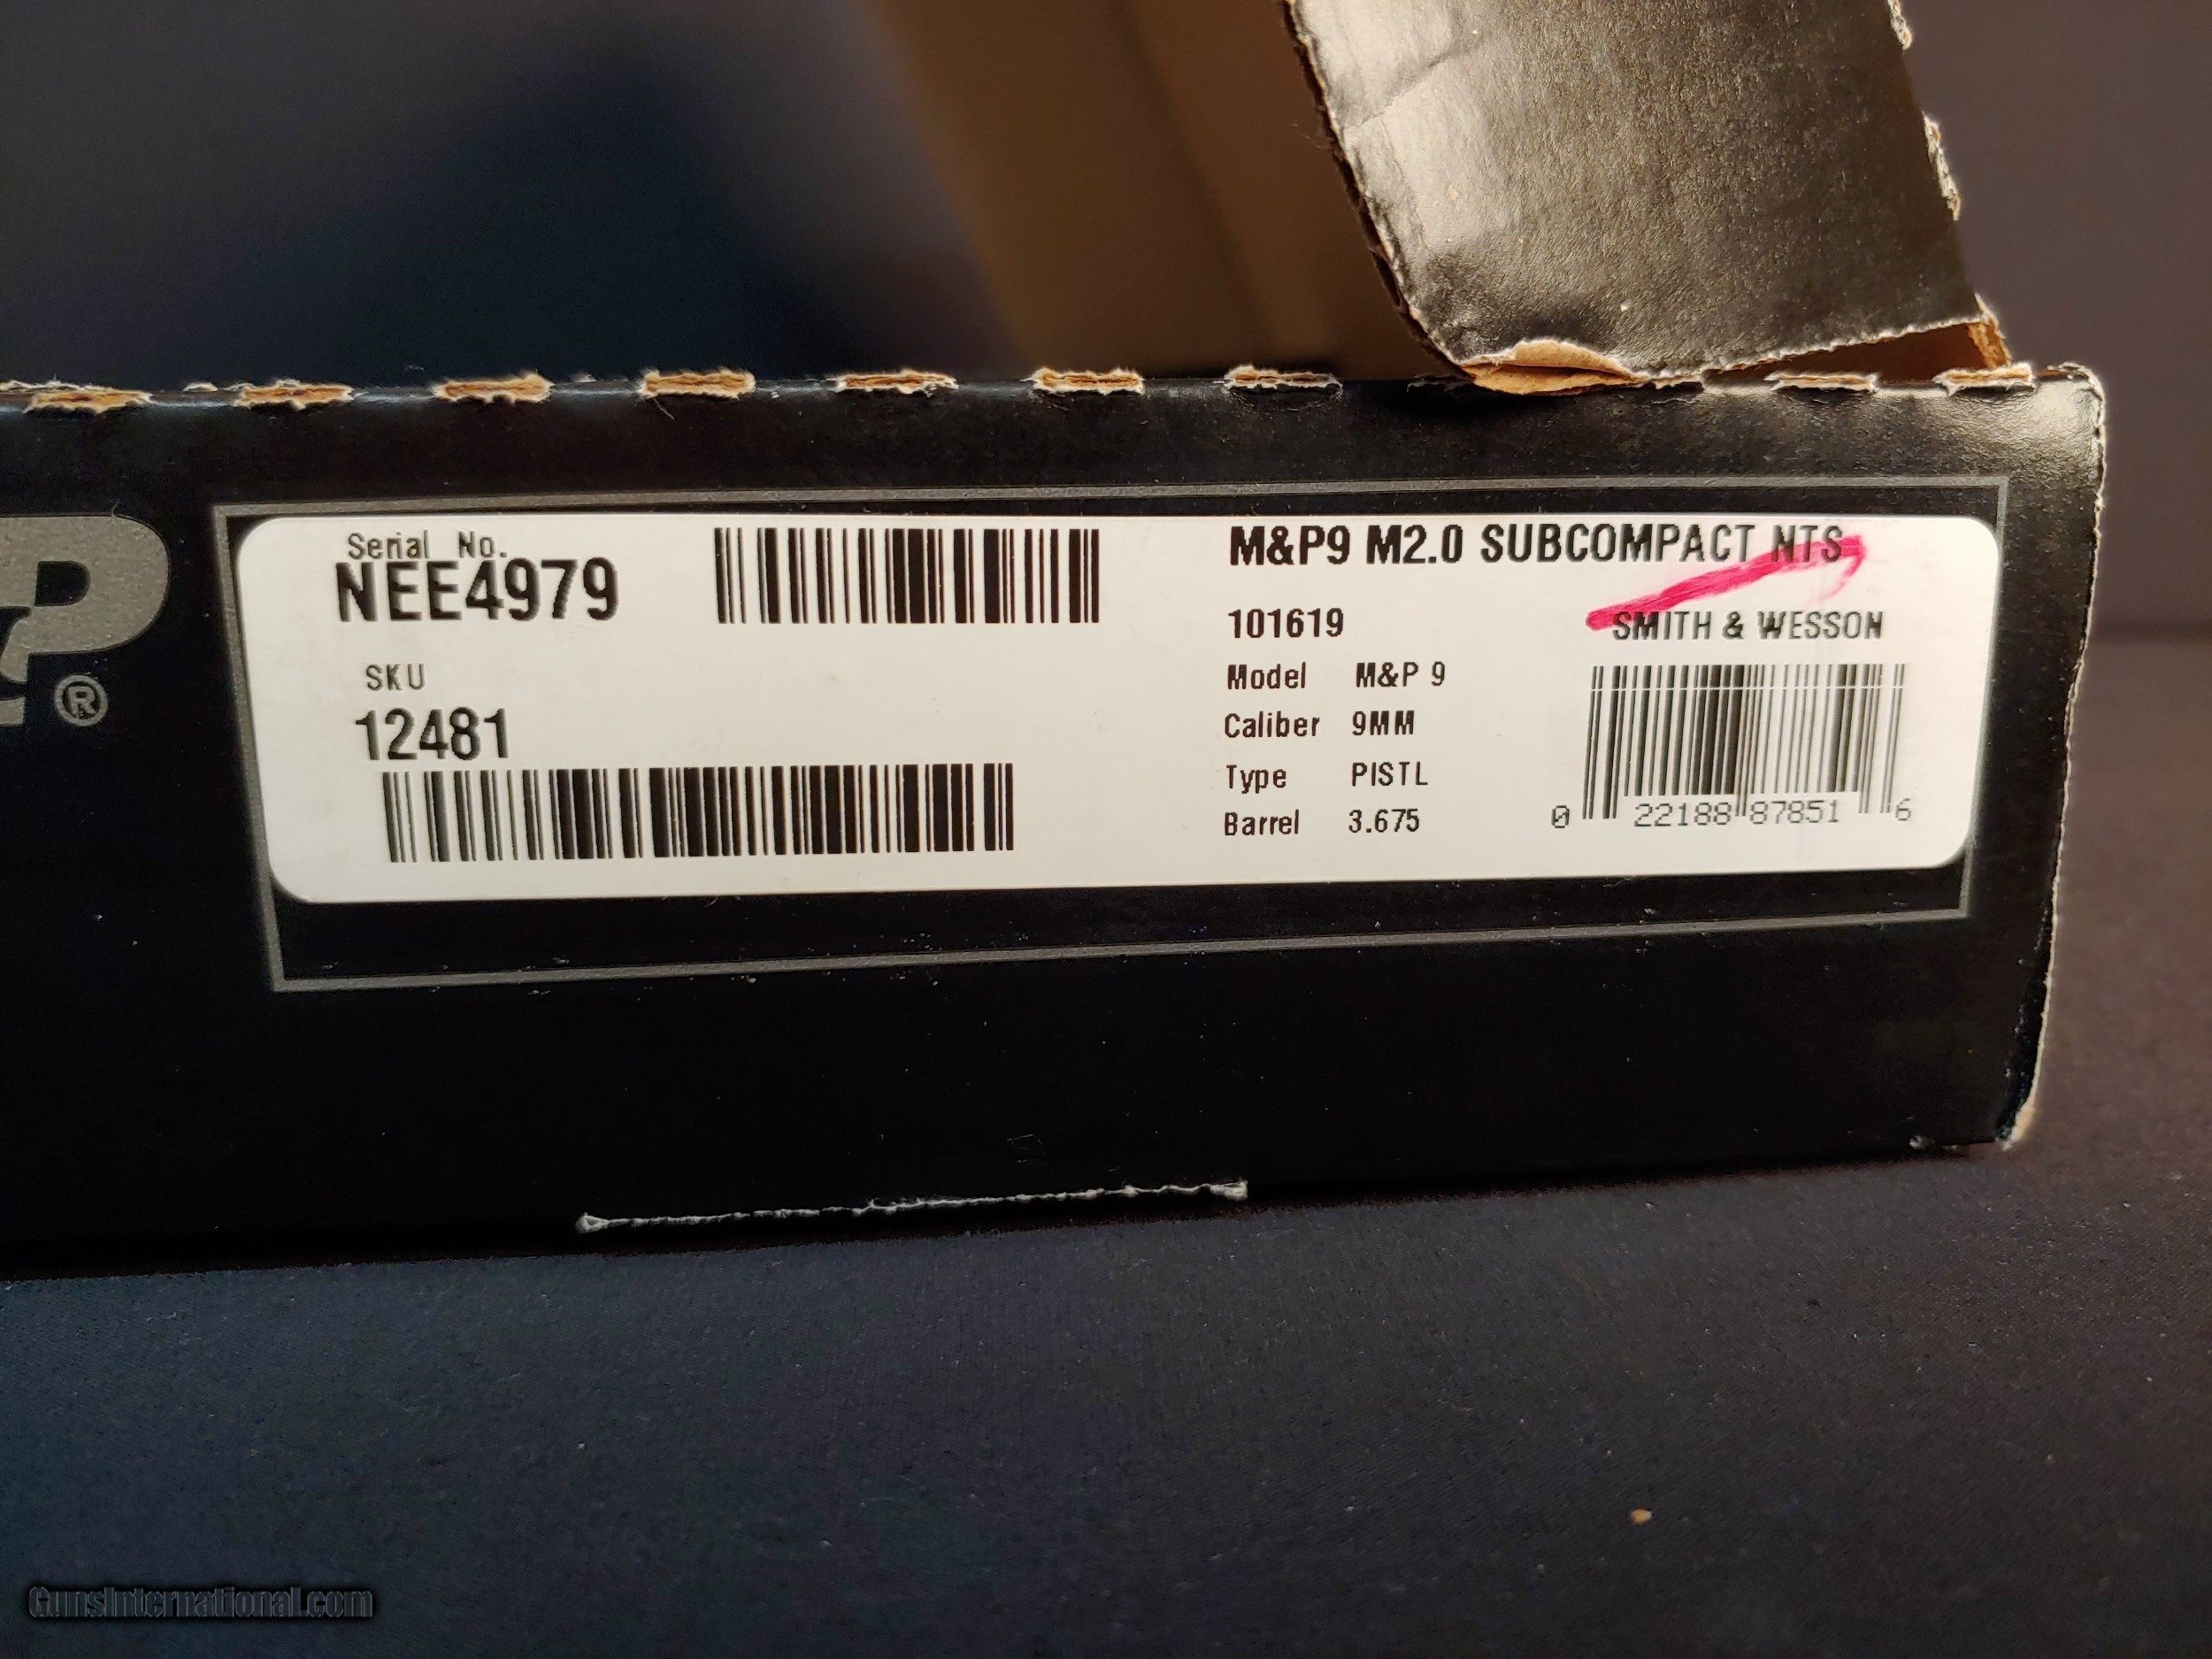 P®
Serial No.
NEE4979
SKU
12481
M&P9 M2.0 SUBCOMPACT NTS
101619
SMITH & WESSON
Model M&P 9
Caliber 9MM
Type PISTL
Barrel 3.675
0 22188 87851 6
GunsInternational.com